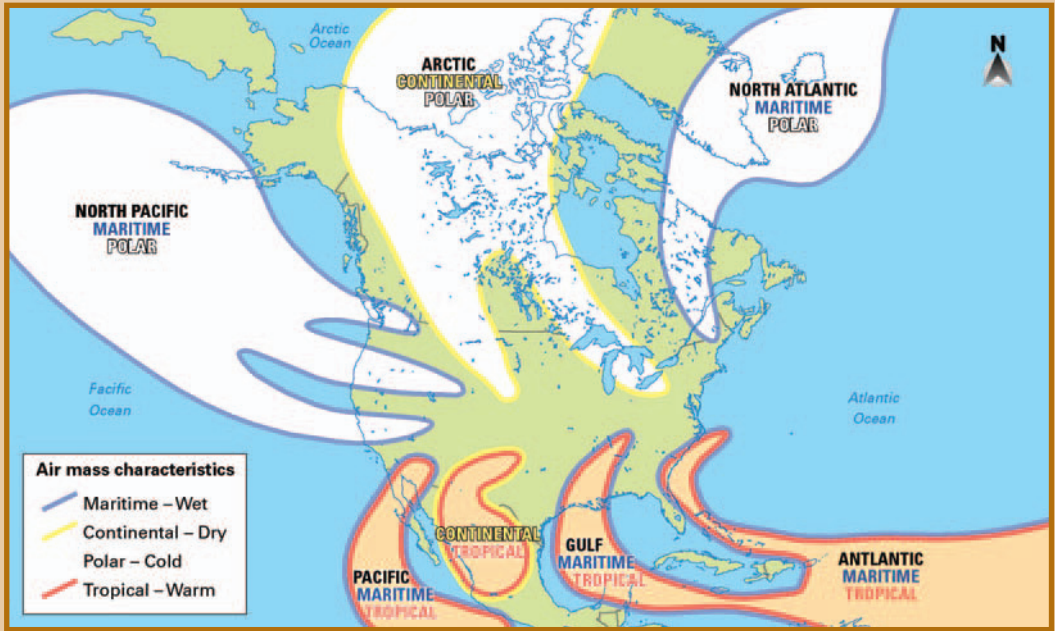 Arctic
Ocean
ARCTIC
CONTINENTAL
POLAR
N
NORTH ATLANTIC
MARITIME
POLAR
NORTH PACIFIC
MARITIME
POLAR
Facific
Ocean
Atlantic
Ocean
Air mass characteristics
Maritime – Wet
Continental – Dry
Polar – Cold
Tropical – Warm
PACIFIC
MARITIME
TROPICAL
CONTINENTAL
TROPICAL
GULF
MARITIME
TROPICAL
ANTLANTIC
MARITIME
TROPICAL